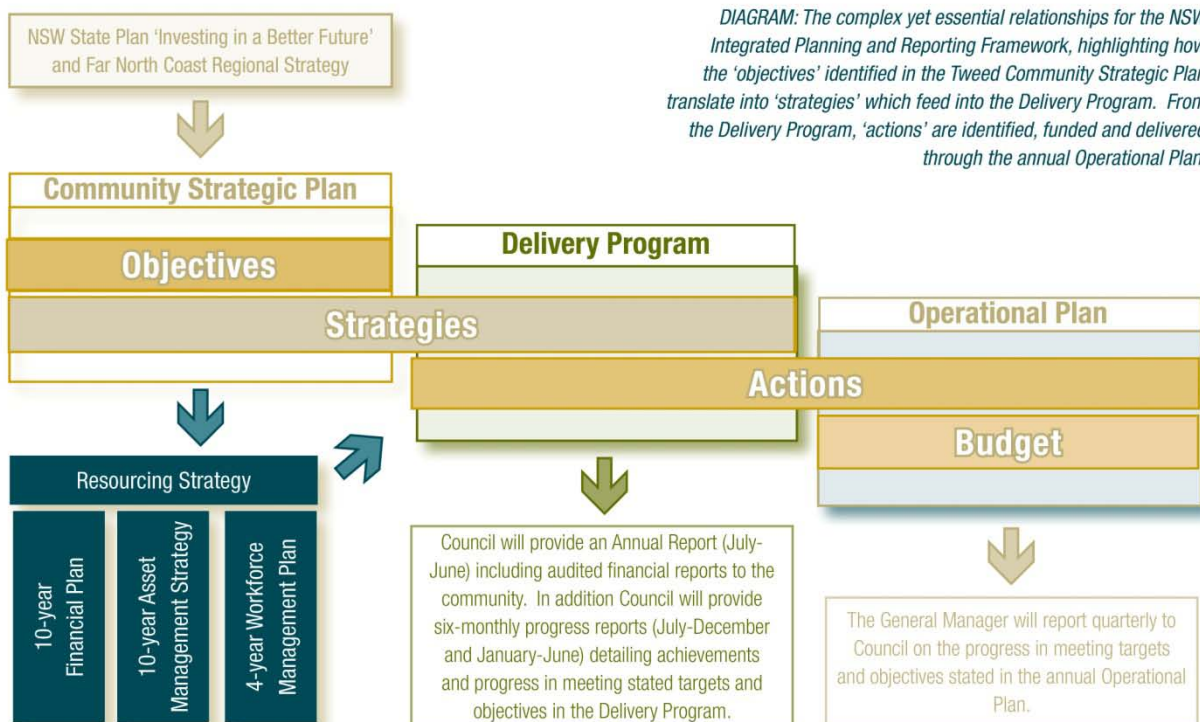 NSW State Plan ‘Investing in a Better Future’
and Far North Coast Regional Strategy
DIAGRAM: The complex yet essential relationships for the NSW
Integrated Planning and Reporting Framework, highlighting how
the ‘objectives’ identified in the Tweed Community Strategic Plan
translate into ‘strategies’ which feed into the Delivery Program. From
the Delivery Program, ‘actions’ are identified, funded and delivered
through the annual Operational Plan
Community Strategic Plan
Objectives
Delivery Program
Strategies
Operational Plan
Actions
Budget
Resourcing Strategy
10-year
Financial Plan
10-year Asset
Management Strategy
4-year Workforce
Management Plan
Council will provide an Annual Report (July-
June) including audited financial reports to the
community. In addition Council will provide
six-monthly progress reports (July-December
and January-June) detailing achievements
and progress in meeting stated targets and
objectives in the Delivery Program.
The General Manager will report quarterly to
Council on the progress in meeting targets
and objectives stated in the annual Operational
Plan.